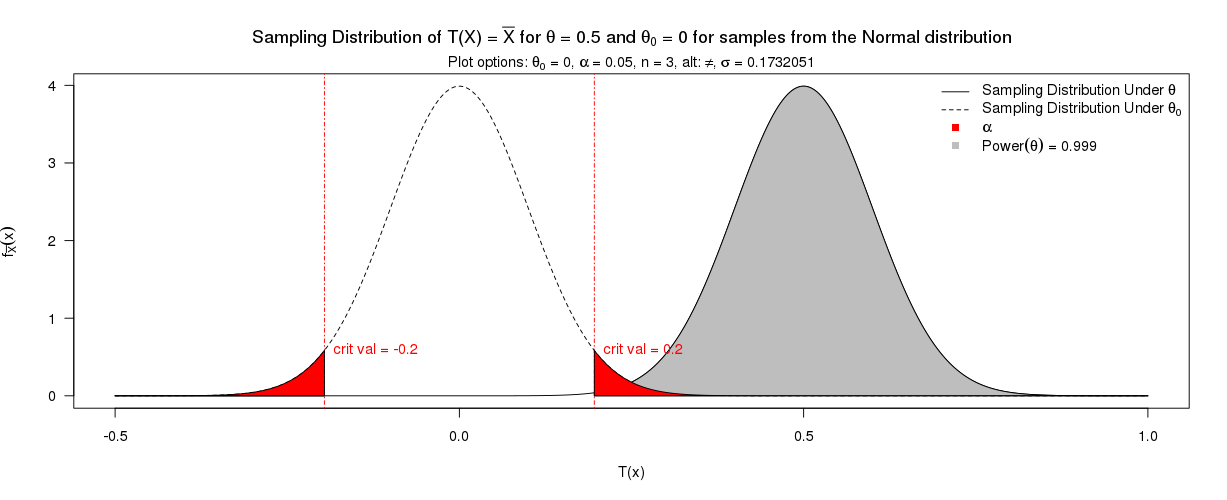 Sampling Distribution of T(X) = X̅ for θ = 0.5 and θ₀ = 0 for samples from the Normal distribution
Plot options: θ₀ = 0, α = 0.05, n = 3, alt: ≠, σ = 0.1732051
Sampling Distribution Under θ
Sampling Distribution Under θ₀
α
Power(θ) = 0.999
f_X̅(x)
4
3
2
1
0
crit val = -0.2
crit val = 0.2
-0.5 0.0 0.5 1.0
T(x)